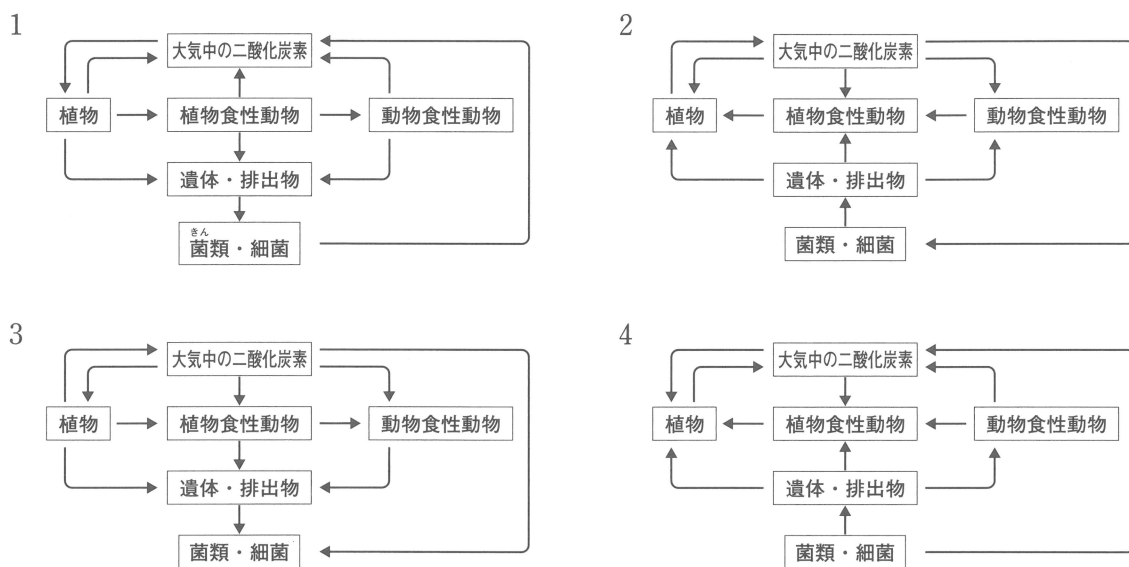 1
大気中の二酸化炭素
植物
植物食性動物
動物食性動物
遺体・排出物
きん
菌類・細菌
2
大気中の二酸化炭素
植物
植物食性動物
動物食性動物
遺体・排出物
菌類・細菌
3
大気中の二酸化炭素
植物
植物食性動物
動物食性動物
遺体・排出物
菌類・細菌
4
大気中の二酸化炭素
植物
植物食性動物
動物食性動物
遺体・排出物
菌類・細菌